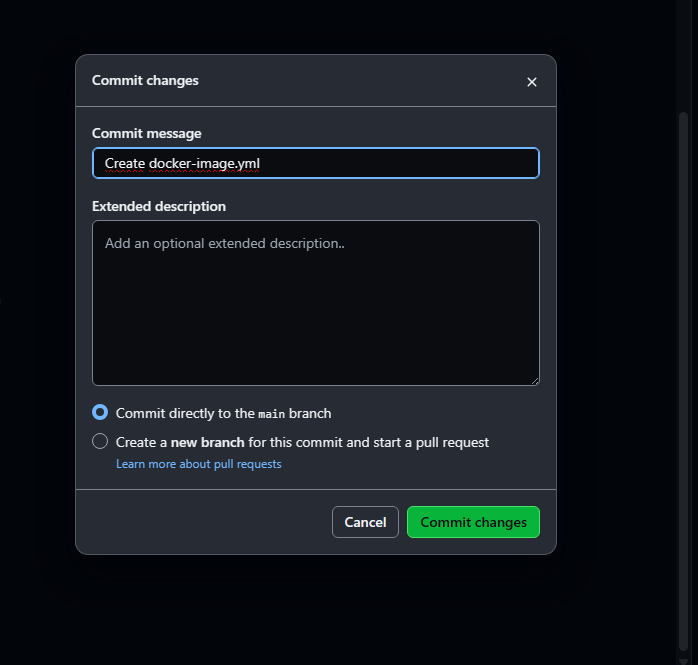 Commit changes
Commit message
Create docker-image.yml
Extended description
Add an optional extended description..
Commit directly to the main branch
Create a new branch for this commit and start a pull request
Learn more about pull requests
Cancel
Commit changes